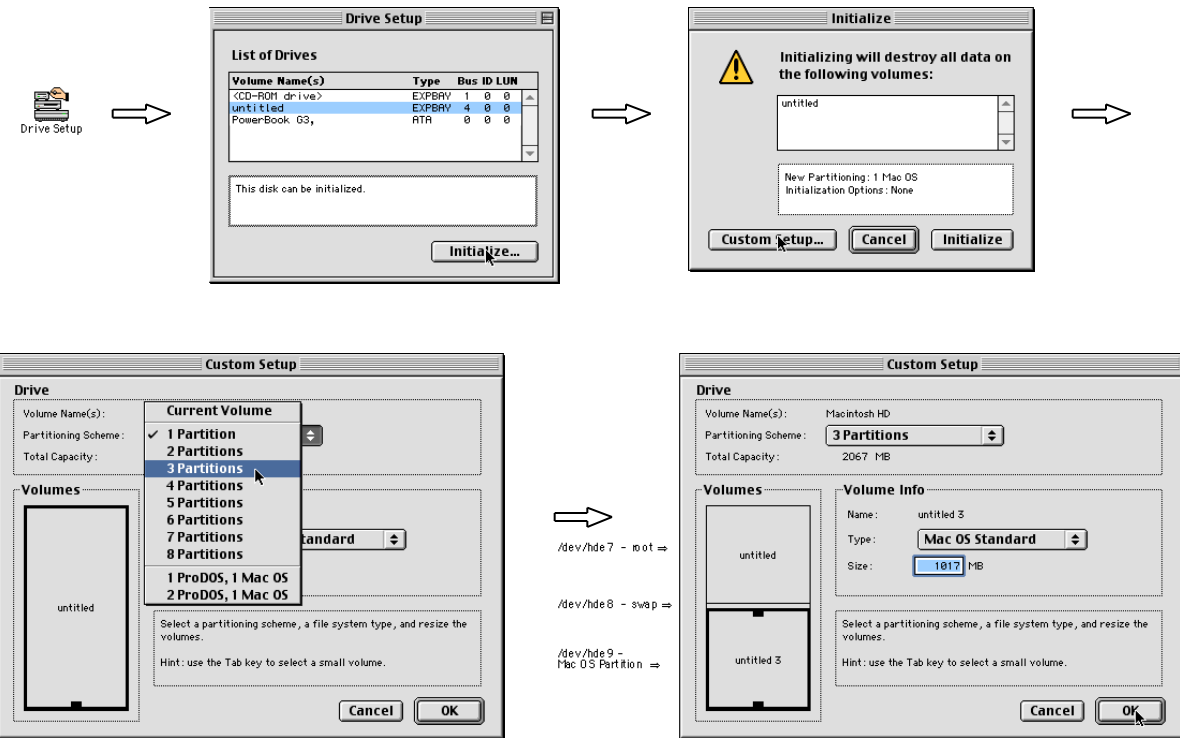 Drive Setup
Drive Setup
List of Drives
Volume Name(s) Type Bus ID LUN
<CD-ROM drive> EXPBAY 1 0 0
untitled EXPBAY 4 0 0
PowerBook G3, ATA 0 0 0
This disk can be initialized.
Initialize...
Initialize
Initializing will destroy all data on
the following volumes:
untitled
New Partitioning: 1 Mac OS
Initialization Options: None
Custom Setup...
Cancel
Initialize
Custom Setup
Drive
Volume Name(s):
Partitioning Scheme:
Total Capacity:
Current Volume
✓ 1 Partition
2 Partitions
3 Partitions
4 Partitions
5 Partitions
6 Partitions
7 Partitions
8 Partitions
1 ProDOS, 1 Mac OS
2 ProDOS, 1 Mac OS
Volumes
untitled
tandard
Select a partitioning scheme, a file system type, and resize the
volumes.
Hint: use the Tab key to select a small volume.
Cancel
OK
/dev/hde7 - root ⇒
/dev/hde8 - swap ⇒
/dev/hde9 -
Mac OS Partition ⇒
Custom Setup
Drive
Volume Name(s): Macintosh HD
Partitioning Scheme: 3 Partitions
Total Capacity: 2067 MB
Volumes
untitled
untitled 3
Volume Info
Name: untitled 3
Type: Mac OS Standard
Size: 1017 MB
Select a partitioning scheme, a file system type, and resize the
volumes.
Hint: use the Tab key to select a small volume.
Cancel
OK